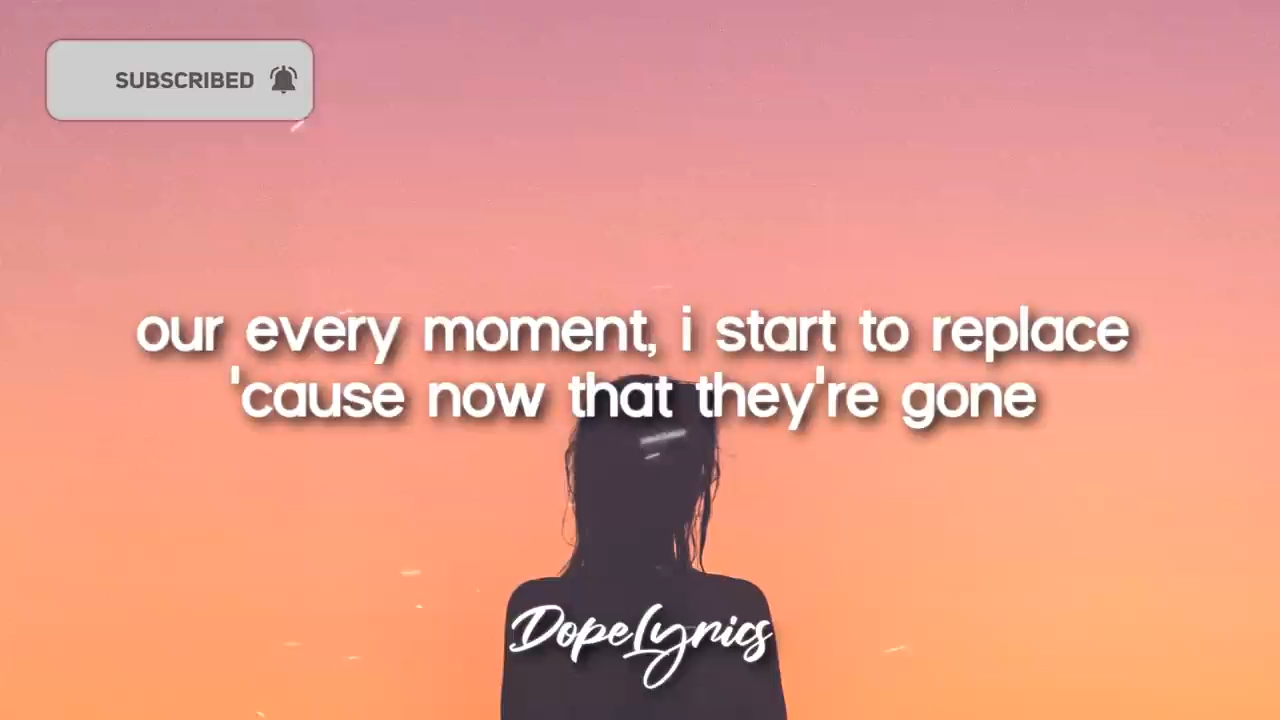 SUBSCRIBED
our every moment, i start to replace
'cause now that they're gone
DopeLyrics